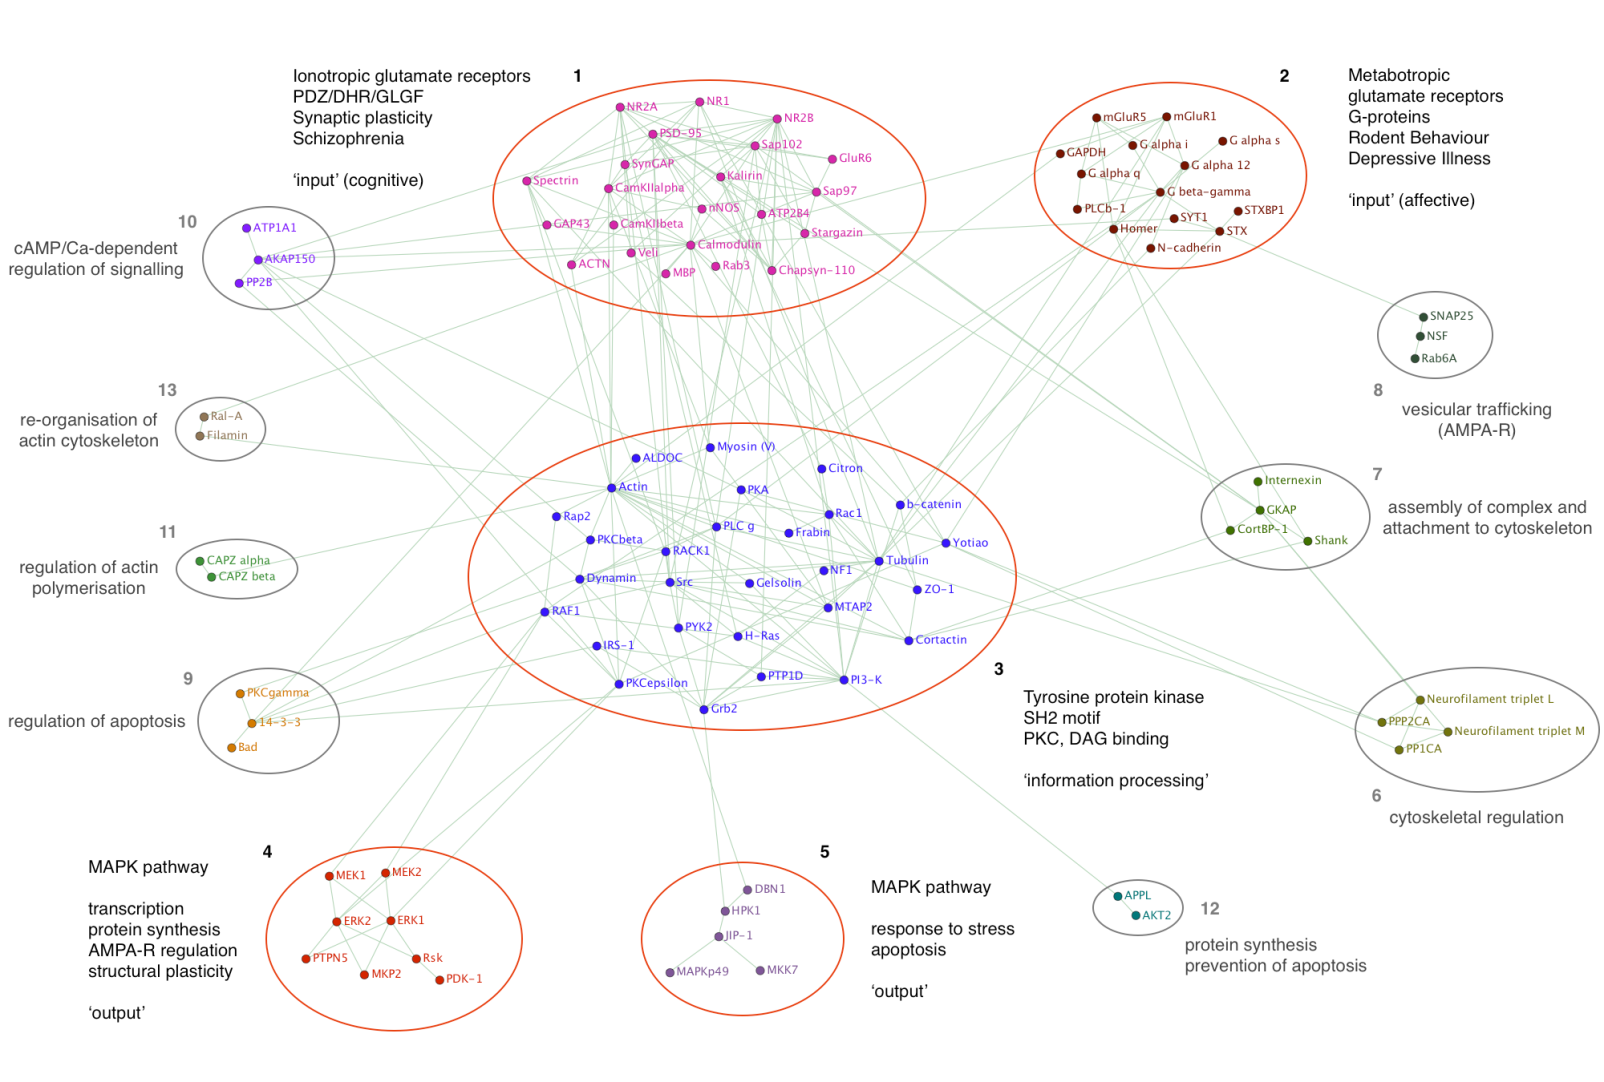 Ionotropic glutamate receptors
PDZ/DHR/GLGF
Synaptic plasticity
Schizophrenia
‘input’ (cognitive)
1
NR2A
NR1
NR2B
PSD-95
Sap102
GluR6
SynGAP
Kalirin
Spectrin
CamKIIalpha
Sap97
nNOS
ATP2B4
GAP43
CamKIIbeta
Stargazin
Calmodulin
Veli
ACTN
MBP
Rab3
Chapsyn-110
2
Metabotropic
glutamate receptors
G-proteins
Rodent Behaviour
Depressive Illness
‘input’ (affective)
mGluR5
mGluR1
G alpha s
G alpha i
GAPDH
G alpha 12
G alpha q
G beta-gamma
PLCb-1
SYT1
STXBP1
Homer
STX
N-cadherin
10
cAMP/Ca-dependent
regulation of signalling
ATP1A1
AKAP150
PP2B
SNAP25
NSF
Rab6A
8
vesicular trafficking
(AMPA-R)
13
re-organisation of
actin cytoskeleton
Ral-A
Filamin
Myosin (V)
ALDOC
Citron
Actin
PKA
b-catenin
Rap2
Rac1
PLC g
Frabin
PKCbeta
RACK1
Yotiao
Tubulin
NF1
Dynamin
Src
Gelsolin
ZO-1
RAF1
MTAP2
PYK2
H-Ras
Cortactin
IRS-1
PTP1D
PI3-K
PKCepsilon
Grb2
3
Tyrosine protein kinase
SH2 motif
PKC, DAG binding
‘information processing’
7
assembly of complex and
attachment to cytoskeleton
Internexin
GKAP
CortBP-1
Shank
11
regulation of actin
polymerisation
CAPZ alpha
CAPZ beta
9
regulation of apoptosis
PKCgamma
14-3-3
Bad
Neurofilament triplet L
PPP2CA
Neurofilament triplet M
PP1CA
6
cytoskeletal regulation
4
MAPK pathway
transcription
protein synthesis
AMPA-R regulation
structural plasticity
‘output’
MEK1
MEK2
ERK2
ERK1
PTPN5
Rsk
MKP2
PDK-1
5
MAPK pathway
response to stress
apoptosis
‘output’
DBN1
HPK1
JIP-1
MAPKp49
MKK7
APPL
AKT2
12
protein synthesis
prevention of apoptosis